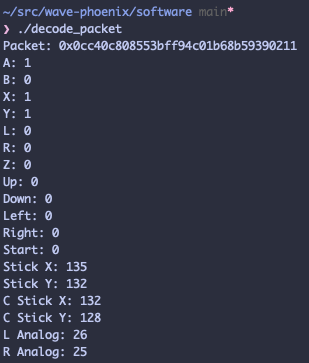 ~/src/wave-phoenix/software main*
❯ ./decode_packet
Packet: 0x0cc40c808553bff94c01b68b59390211
A: 1
B: 0
X: 1
Y: 1
L: 0
R: 0
Z: 0
Up: 0
Down: 0
Left: 0
Right: 0
Start: 0
Stick X: 135
Stick Y: 132
C Stick X: 132
C Stick Y: 128
L Analog: 26
R Analog: 25